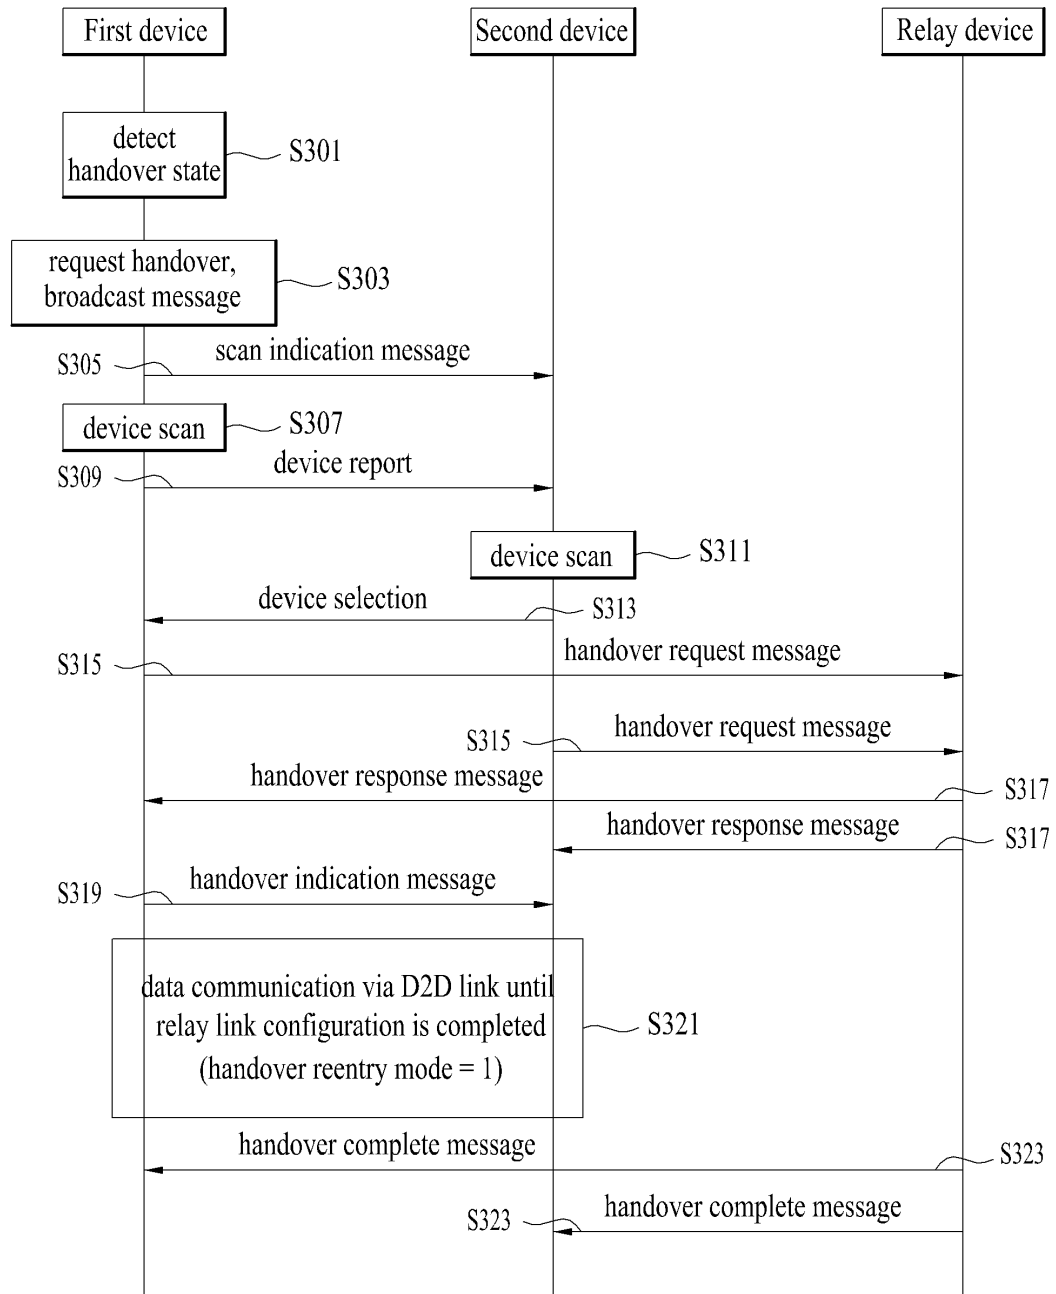 First device
Second device
Relay device
detect
handover state
S301
request handover,
broadcast message
S303
scan indication message
S305
device scan
S307
device report
S309
device scan
S311
device selection
S313
handover request message
S315
handover request message
S315
handover response message
S317
handover response message
S317
handover indication message
S319
data communication via D2D link until
relay link configuration is completed
(handover reentry mode = 1)
S321
handover complete message
S323
handover complete message
S323